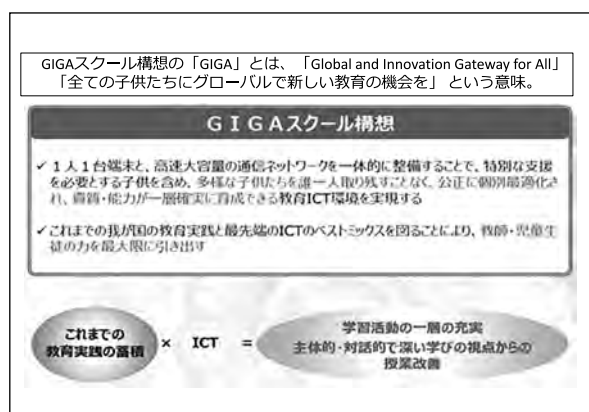 GIGAスクール構想の「GIGA」とは、「Global and Innovation Gateway for All」
「全ての子供たちにグローバルで新しい教育の機会を」 という意味。
ＧＩＧＡスクール構想
✓ １人１台端末と、高速大容量の通信ネットワークを一体的に整備することで、特別な支援
を必要とする子供を含め、多様な子供たちを誰一人取り残すことなく、公正に個別最適化さ
れ、資質・能力が一層確実に育成できる教育ICT環境を実現する
✓ これまでの我が国の教育実践と最先端のICTのベストミックスを図ることにより、教師・児童生
徒の力を最大限に引き出す
これまでの
教育実践の蓄積
× ICT =
学習活動の一層の充実
主体的・対話的で深い学びの視点からの
授業改善